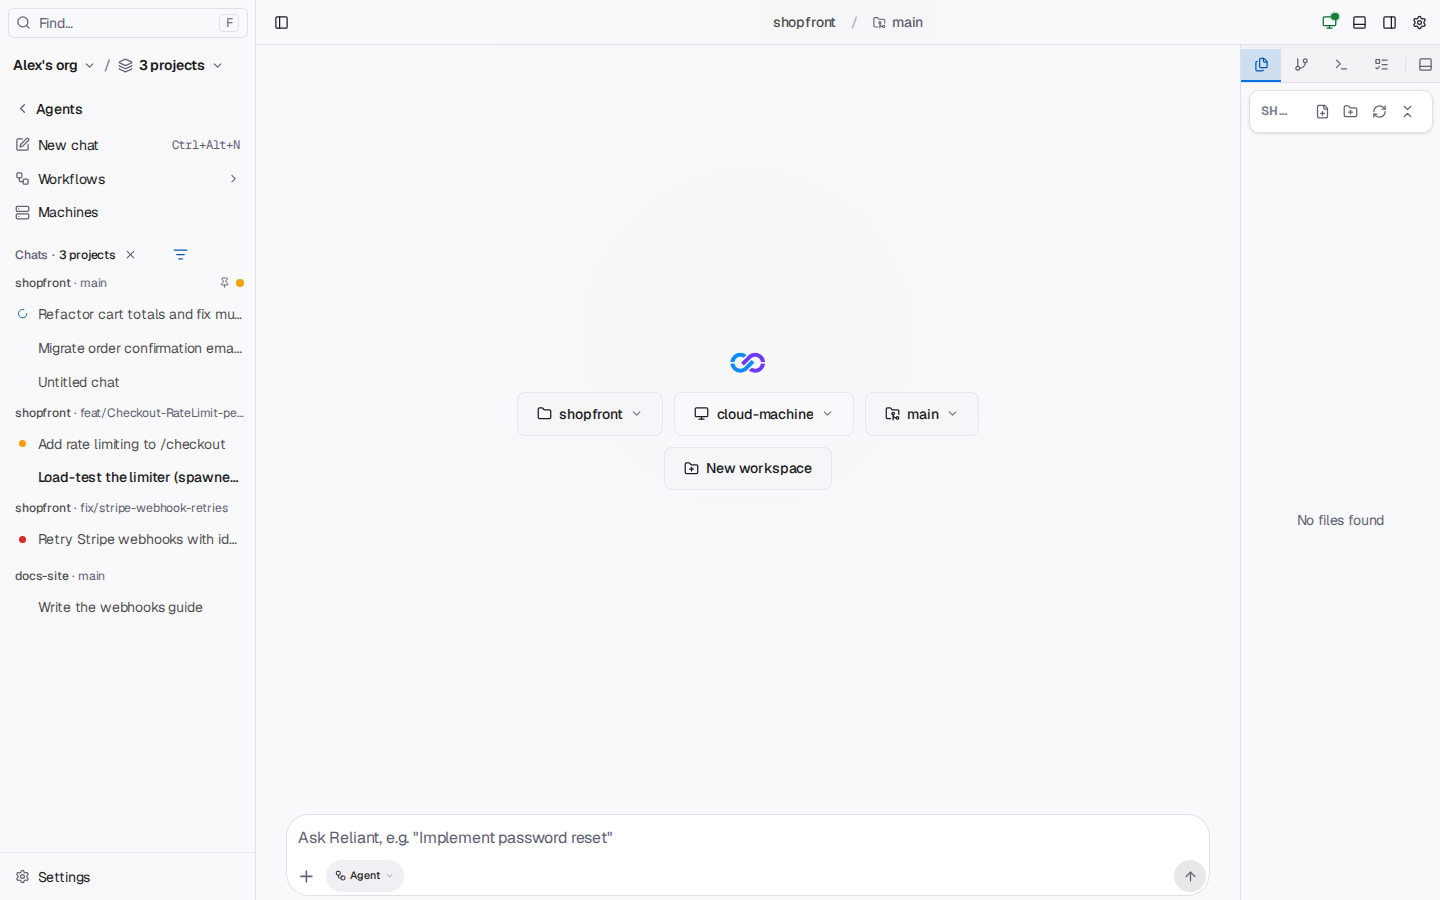 Find...
F
shopfront / main
Alex's org / 3 projects
Agents
New chat Ctrl+Alt+N
Workflows
Machines
Chats · 3 projects
shopfront · main
Refactor cart totals and fix mu...
Migrate order confirmation ema...
Untitled chat
shopfront · feat/Checkout-RateLimit-pe...
Add rate limiting to /checkout
Load-test the limiter (spawne...
shopfront · fix/stripe-webhook-retries
Retry Stripe webhooks with id...
docs-site · main
Write the webhooks guide
Settings
shopfront
cloud-machine
main
New workspace
Ask Reliant, e.g. "Implement password reset"
Agent
SH...
No files found